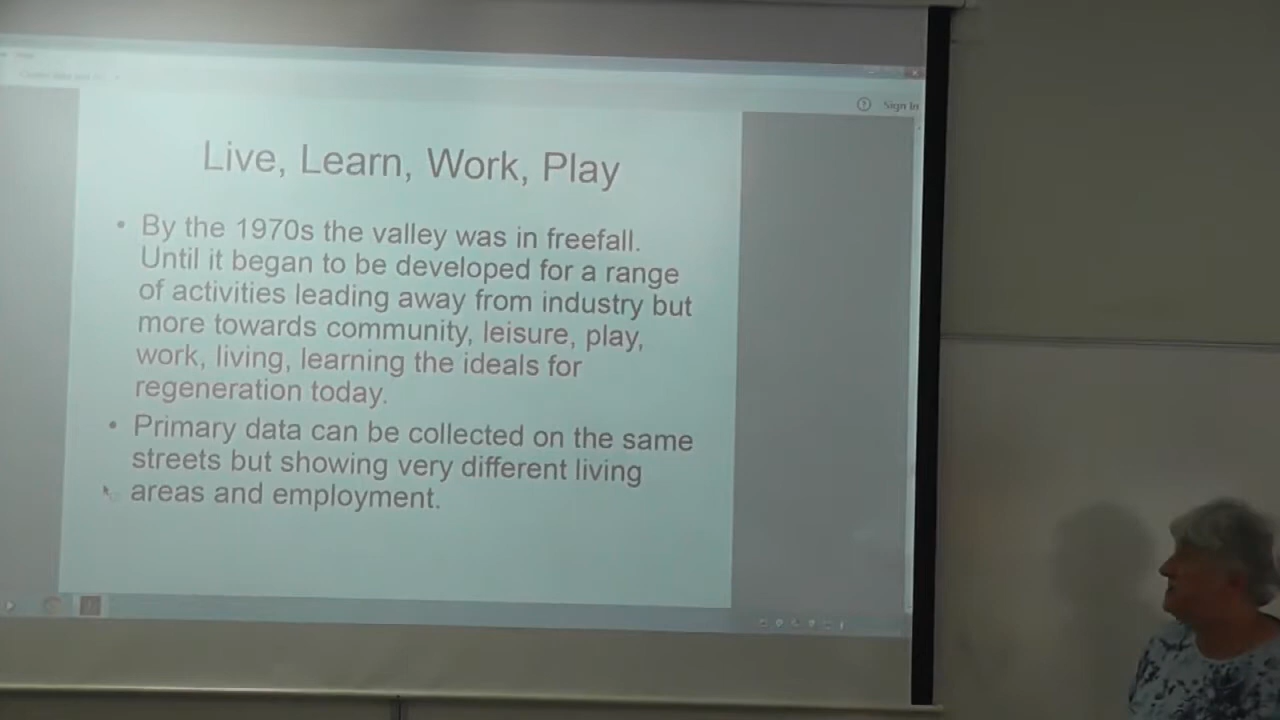 Sign In
Live, Learn, Work, Play
• By the 1970s the valley was in freefall.
Until it began to be developed for a range
of activities leading away from industry but
more towards community, leisure, play,
work, living, learning the ideals for
regeneration today.
• Primary data can be collected on the same
streets but showing very different living
areas and employment.